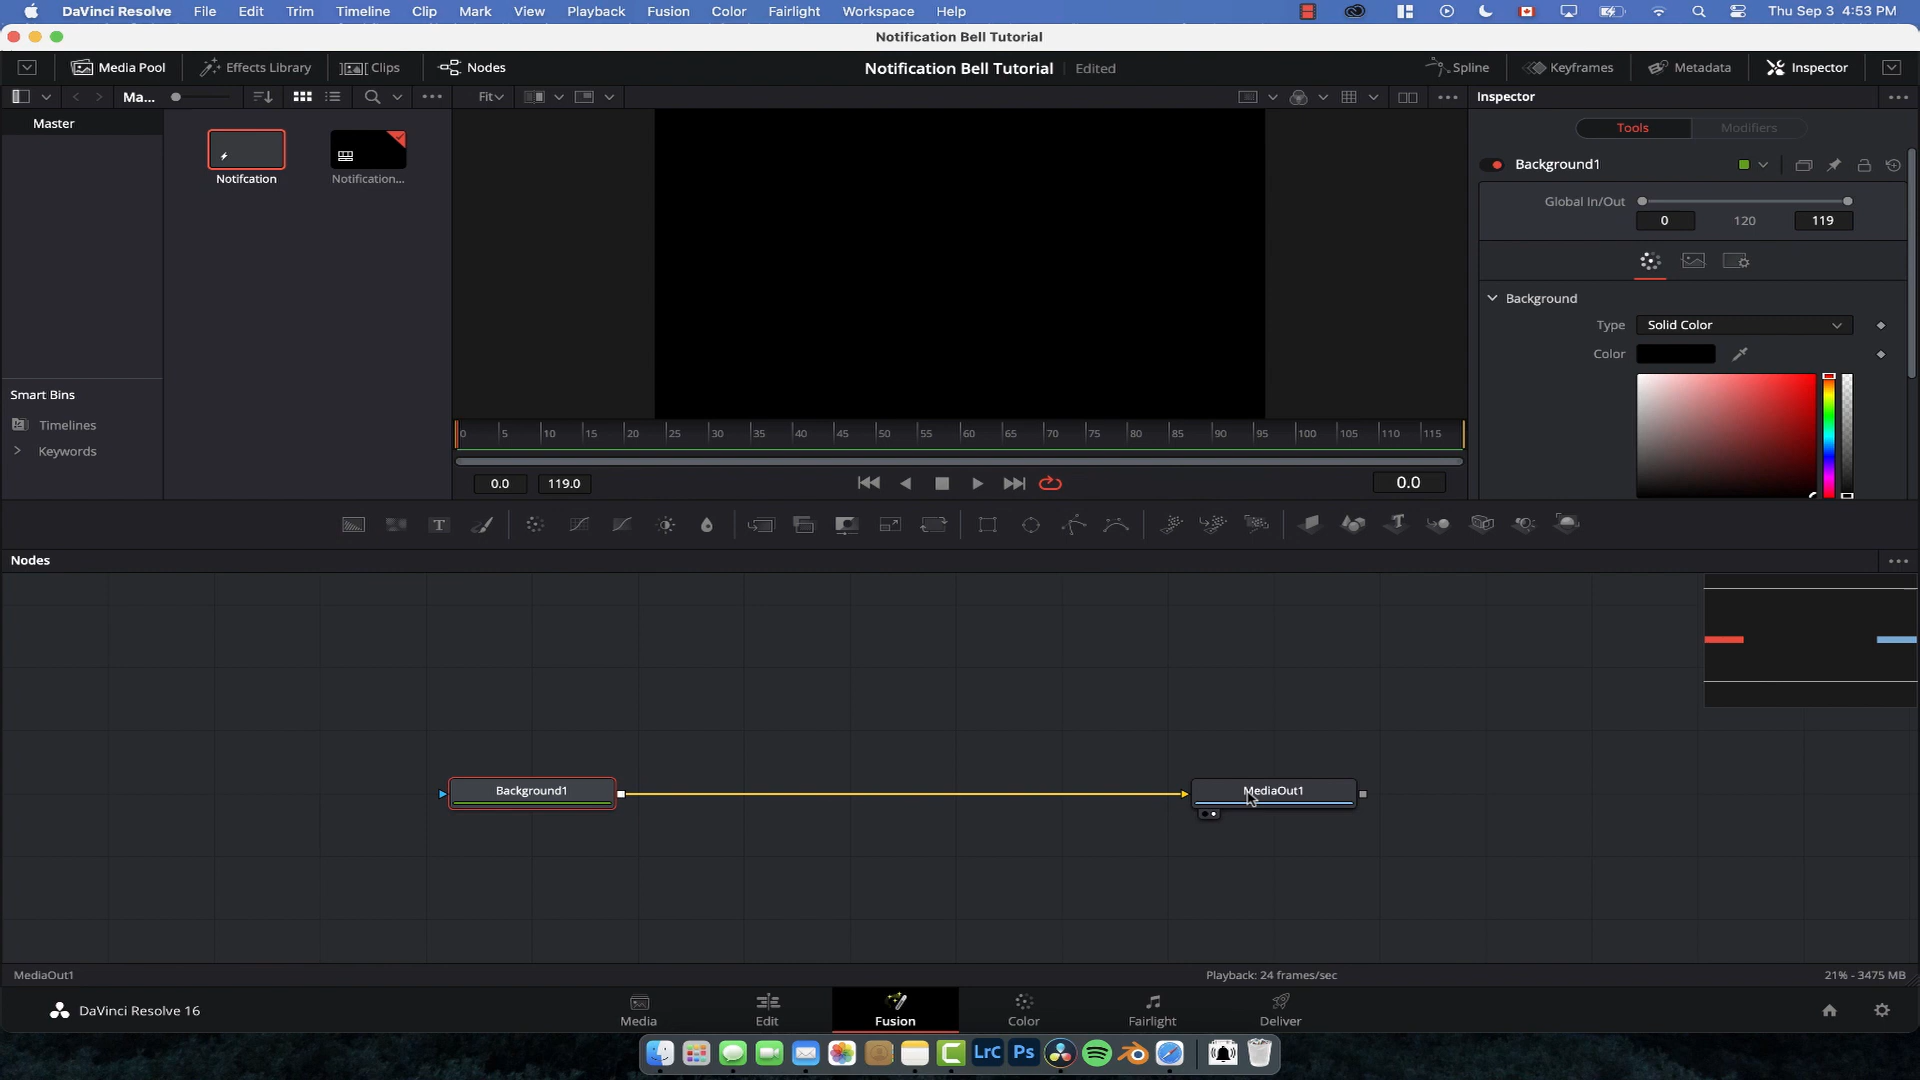 DaVinci Resolve File Edit Trim Timeline Clip Mark View Playback Fusion Color Fairlight Workspace Help Thu Sep 3 4:53 PM
Notification Bell Tutorial
Media Pool Effects Library Clips Nodes Notification Bell Tutorial Edited Spline Keyframes Metadata Inspector
Ma... Fit Inspector
Master
Tools Modifiers
Notifcation Notification...
Background1
Global In/Out
0 120 119
Background
Type Solid Color
Color
Smart Bins
Timelines
Keywords
0 5 10 15 20 25 30 35 40 45 50 55 60 65 70 75 80 85 90 95 100 105 110 115
0.0 119.0 0.0
T
Nodes
Background1 MediaOut1
MediaOut1 Playback: 24 frames/sec 21% - 3475 MB
DaVinci Resolve 16
Media Edit Fusion Color Fairlight Deliver
LrC Ps